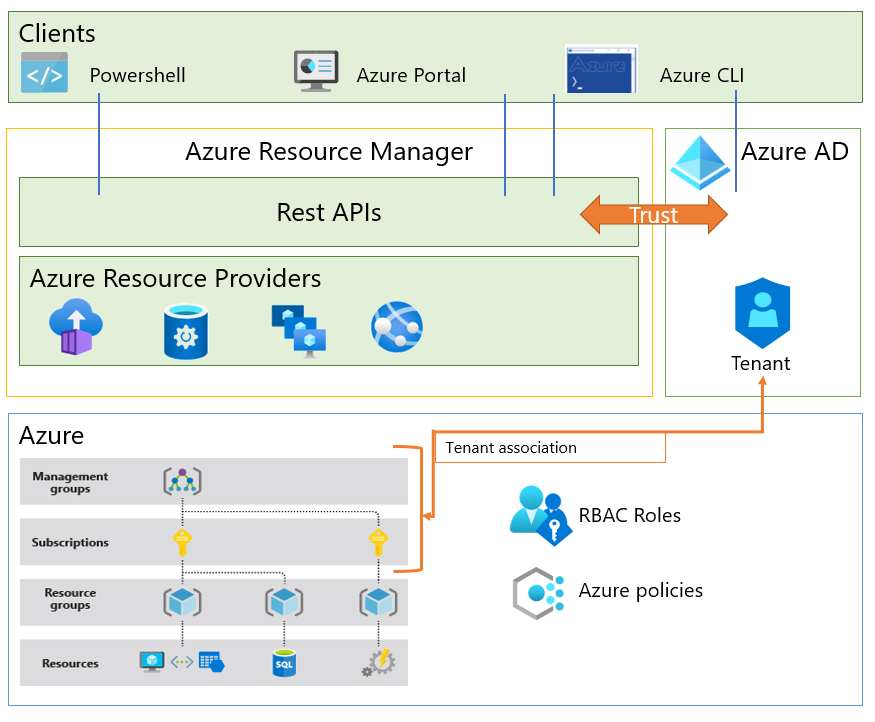 Clients
</>
Powershell
Azure Portal
Azure
Azure CLI
Azure Resource Manager
Azure AD
Rest APIs
Trust
Azure Resource Providers
Tenant
Azure
Tenant association
Management
groups
Subscriptions
Resource
groups
Resources
SQL
RBAC Roles
Azure policies